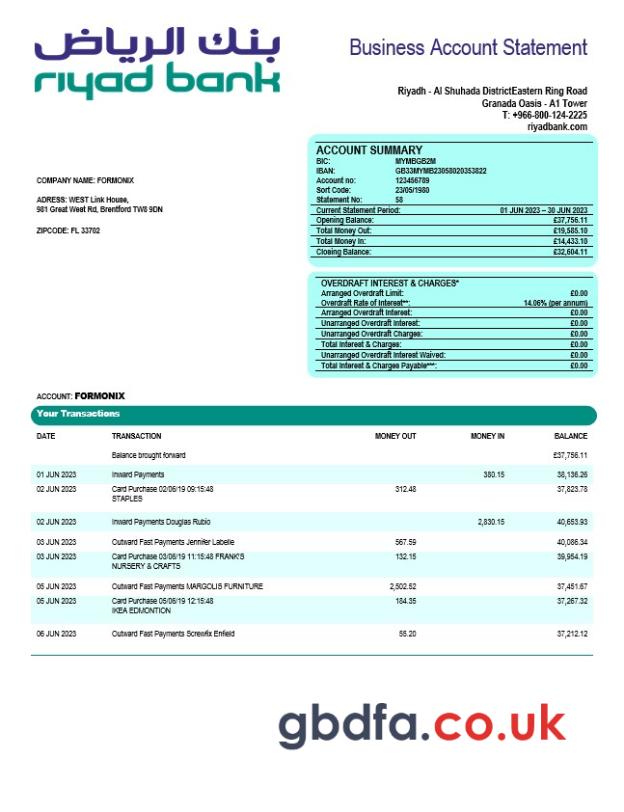 بنك الرياض
riyad bank
Business Account Statement
Riyadh - Al Shuhada DistrictEastern Ring Road
Granada Oasis - A1 Tower
T: +966-800-124-2225
riyadbank.com
ACCOUNT SUMMARY
BIC: MYMBGB2M
IBAN: GB33MYMB23058020353822
Account no: 123456789
Sort Code: 23/05/1980
Statement No: 58
Current Statement Period: 01 JUN 2023 – 30 JUN 2023
Opening Balance: £37,756.11
Total Money Out: £19,585.10
Total Money In: £14,433.10
Closing Balance: £32,604.11
COMPANY NAME: FORMONIX
ADRESS: WEST Link House,
981 Great West Rd, Brentford TW8 9DN
ZIPCODE: FL 33702
OVERDRAFT INTEREST & CHARGES*
Arranged Overdraft Limit: £0.00
Overdraft Rate of Interest**: 14.06% (per annum)
Arranged Overdraft Interest: £0.00
Unarranged Overdraft Interest: £0.00
Unarranged Overdraft Charges: £0.00
Total Interest & Charges: £0.00
Unarranged Overdraft Interest Waived: £0.00
Total Interest & Charges Payable***: £0.00
ACCOUNT: FORMONIX
Your Transactions
DATE TRANSACTION MONEY OUT MONEY IN BALANCE
Balance brought forward £37,756.11
01 JUN 2023 Inward Payments 380.15 38,136.26
02 JUN 2023 Card Purchase 02/06/19 09:15:48 312.48 37,823.78
STAPLES
02 JUN 2023 Inward Payments Douglas Rubio 2,830.15 40,653.93
03 JUN 2023 Outward Fast Payments Jennifer Labelle 567.59 40,086.34
03 JUN 2023 Card Purchase 03/06/19 11:15:48 FRANK'S 132.15 39,954.19
NURSERY & CRAFTS
05 JUN 2023 Outward Fast Payments MARGOLIS FURNITURE 2,502.52 37,451.67
05 JUN 2023 Card Purchase 05/06/19 12:15:48 184.35 37,267.32
IKEA EDMONTION
06 JUN 2023 Outward Fast Payments Screwfix Enfield 55.20 37,212.12
gbdfa.co.uk